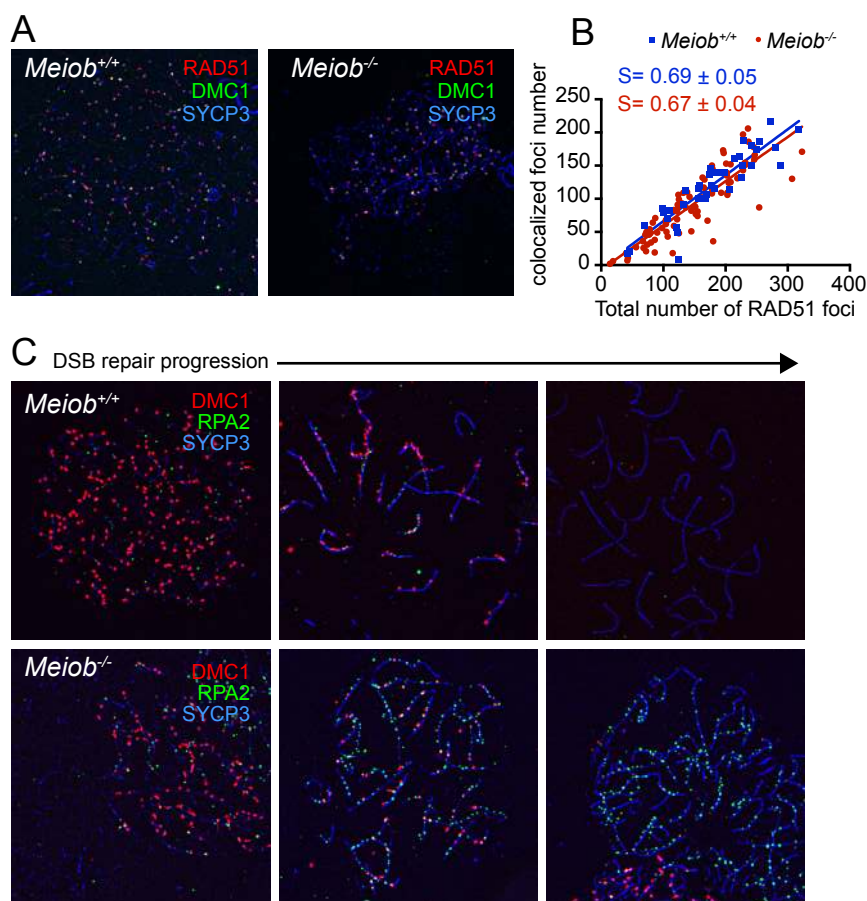 A
Meiob+/+
RAD51
DMC1
SYCP3
Meiob-/-
RAD51
DMC1
SYCP3
B
Meiob+/+ Meiob-/-
S= 0.69 ± 0.05
S= 0.67 ± 0.04
colocalized foci number
250
200
150
100
50
0
0 100 200 300 400
Total number of RAD51 foci
C DSB repair progression
Meiob+/+
DMC1
RPA2
SYCP3
Meiob-/-
DMC1
RPA2
SYCP3